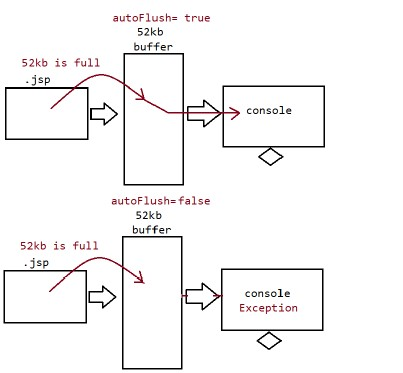 autoFlush= true
52kb
buffer
52kb is full
.jsp
console
autoFlush=false
52kb
buffer
52kb is full
.jsp
console
Exception